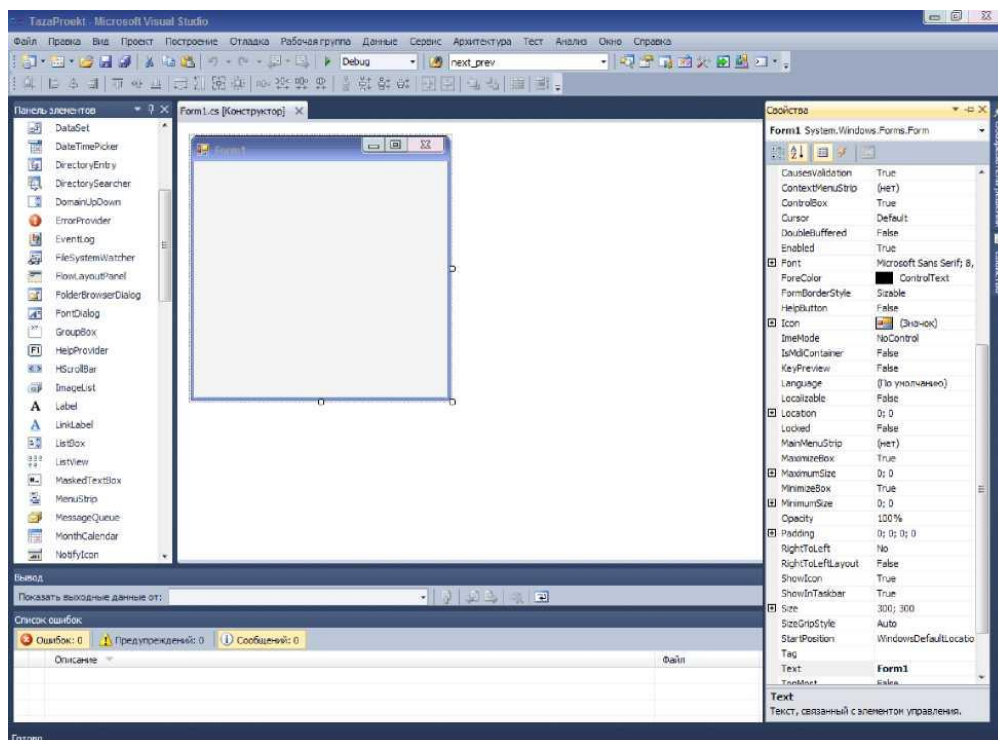 TazaProekt - Microsoft Visual Studio
Файл Правка Вид Проект Построение Отладка Рабочая группа Данные Сервис Архитектура Тест Анализ Окно Справка
Debug next_prev
Панель элементов
Form1.cs [Конструктор]
DataSet
DateTimePicker
DirectoryEntry
DirectorySearcher
DomainUpDown
ErrorProvider
EventLog
FileSystemWatcher
FlowLayoutPanel
FolderBrowserDialog
FontDialog
GroupBox
HelpProvider
HScrollBar
ImageList
Label
LinkLabel
ListBox
ListView
MaskedTextBox
MenuStrip
MessageQueue
MonthCalendar
NotifyIcon
Form1
Свойства
Form1 System.Windows.Forms.Form
CausesValidation True
ContextMenuStrip (нет)
ControlBox True
Cursor Default
DoubleBuffered False
Enabled True
Font Microsoft Sans Serif; 8,
ForeColor ControlText
FormBorderStyle Sizable
HelpButton False
Icon (Значок)
ImeMode NoControl
IsMdiContainer False
KeyPreview False
Language (По умолчанию)
Localizable False
Location 0; 0
Locked False
MainMenuStrip (нет)
MaximizeBox True
MaximumSize 0; 0
MinimizeBox True
MinimumSize 0; 0
Opacity 100%
Padding 0; 0; 0; 0
RightToLeft No
RightToLeftLayout False
ShowIcon True
ShowInTaskbar True
Size 300; 300
SizeGripStyle Auto
StartPosition WindowsDefaultLocatio
Tag
Text Form1
TopMost False
Text
Текст, связанный с элементом управления.
Вывод
Показать выходные данные от:
Список ошибок
Ошибок: 0 Предупреждений: 0 Сообщений: 0
Описание Файл
Готово